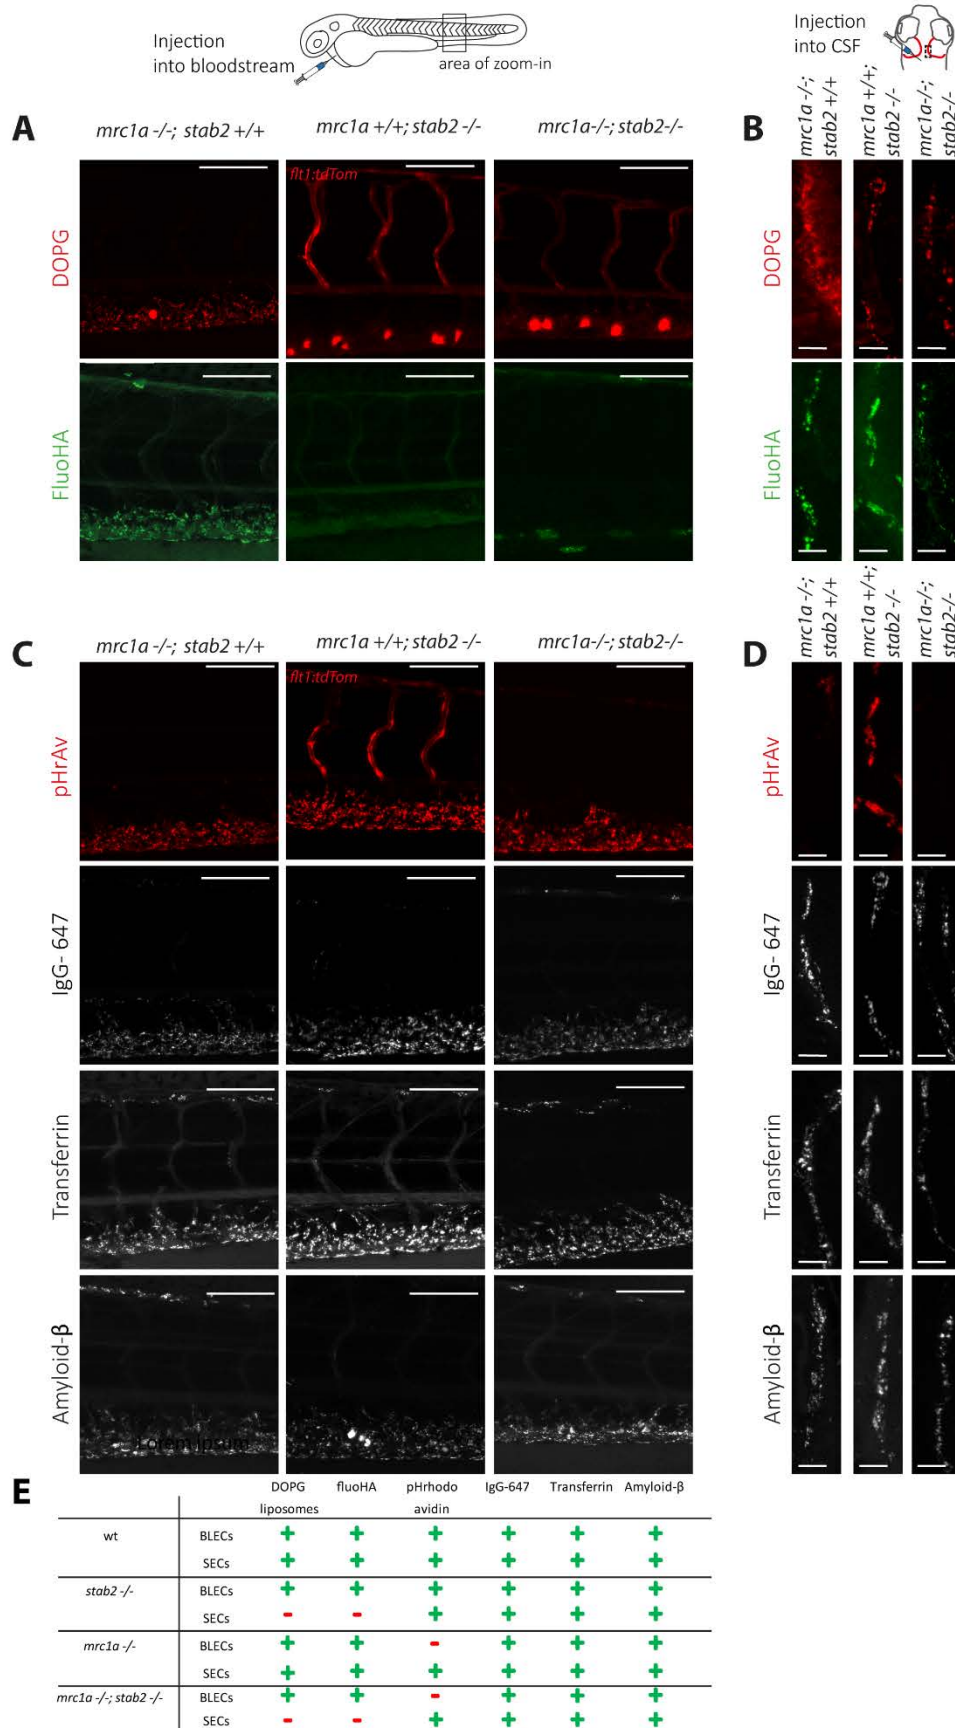 Injection
into bloodstream
area of zoom-in
Injection
into CSF
A
mrc1a -/-; stab2 +/+
mrc1a +/+; stab2 -/-
mrc1a-/-; stab2-/-
B
mrc1a -/-;
stab2 +/+
mrc1a +/+;
stab2 -/-
mrc1a-/-;
stab2-/-
DOPG
flt1:tdTom
DOPG
FluoHA
FluoHA
C
mrc1a -/-; stab2 +/+
mrc1a +/+; stab2 -/-
mrc1a-/-; stab2-/-
D
mrc1a -/-;
stab2 +/+
mrc1a +/+;
stab2 -/-
mrc1a-/-;
stab2-/-
pHrAv
flt1:tdTom
pHrAv
IgG- 647
IgG- 647
Transferrin
Transferrin
Amyloid-β
Lorem ipsum
Amyloid-β
E
DOPG liposomes fluoHA pHrhodo avidin IgG-647 Transferrin Amyloid-β
wt BLECs + + + + + +
SECs + + + + + +
stab2 -/- BLECs + + + + + +
SECs - - + + + +
mrc1a -/- BLECs + + - + + +
SECs + + + + + +
mrc1a -/-; stab2 -/- BLECs + + - + + +
SECs - - + + + +